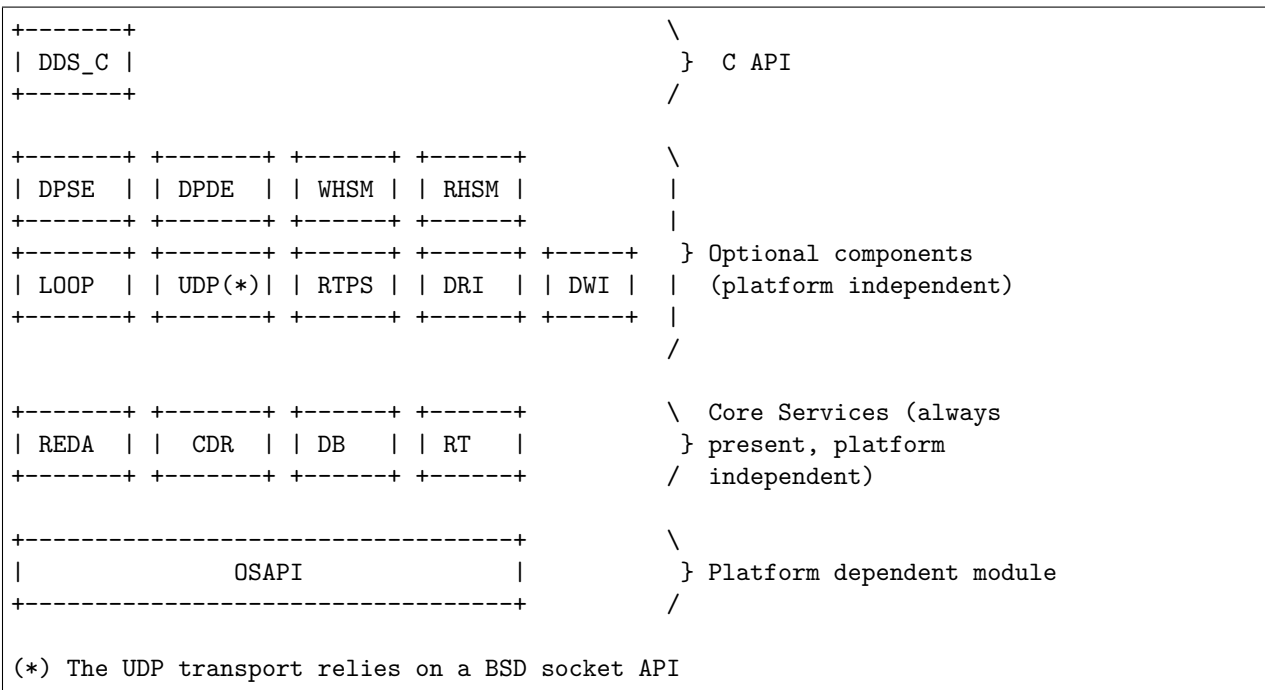 +-------+                                      \
| DDS_C |                                       }  C API
+-------+                                      /

+-------+ +-------+ +------+ +------+          \
| DPSE  | | DPDE  | | WHSM | | RHSM |          |
+-------+ +-------+ +------+ +------+          |
+-------+ +-------+ +------+ +------+ +-----+   } Optional components
| LOOP  | | UDP(*)| | RTPS | | DRI  | | DWI |  |  (platform independent)
+-------+ +-------+ +------+ +------+ +-----+  |
                                               /

+-------+ +-------+ +------+ +------+          \  Core Services (always
| REDA  | |  CDR  | | DB   | | RT   |           } present, platform
+-------+ +-------+ +------+ +------+          /  independent)

+-----------------------------------+          \
|               OSAPI               |           } Platform dependent module
+-----------------------------------+          /

(*) The UDP transport relies on a BSD socket API